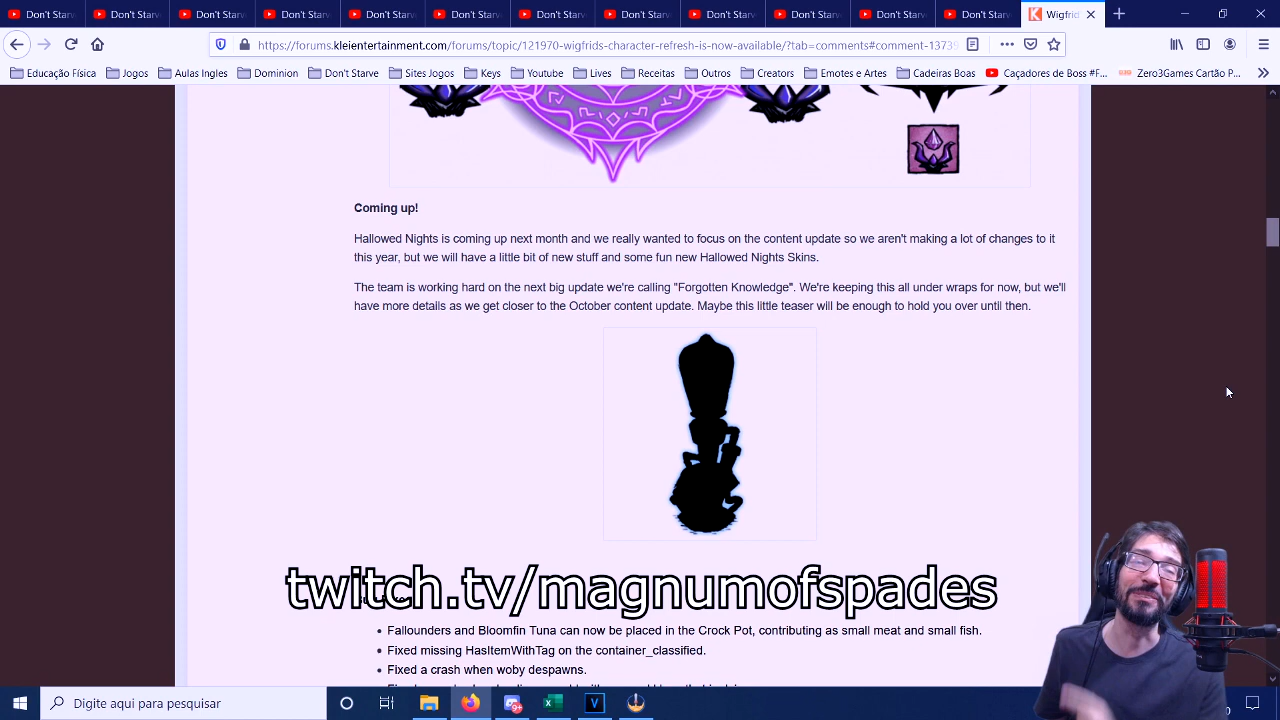 Don't S
Don't Starv
Don't Starv
Don't Starv
Don't Starv
Don't Starv
Don't Starv
Don't Starv
Don't Starv
Don't Starv
Don't Starv
Don't Starv
Wigfrids
https://forums.kleientertainment.com/forums/topic/121970-wigfrids-character-refresh-is-now-available/?tab=comments#comment-13739
Educação Física
Jogos
Aulas Ingles
Dominion
Don't Starve
Sites Jogos
Keys
Youtube
Lives
Receitas
Outros
Creators
Emotes e Artes
Cadeiras Boas
Caçadores de Boss #F...
Zero3Games Cartão P...
Coming up!
Hallowed Nights is coming up next month and we really wanted to focus on the content update so we aren't making a lot of changes to it
this year, but we will have a little bit of new stuff and some fun new Hallowed Nights Skins.
The team is working hard on the next big update we're calling "Forgotten Knowledge". We're keeping this all under wraps for now, but we'll
have more details as we get closer to the October content update. Maybe this little teaser will be enough to hold you over until then.
twitch.tv/magnumofspades
Fallounders and Bloomfin Tuna can now be placed in the Crock Pot, contributing as small meat and small fish.
Fixed missing HasItemWithTag on the container_classified.
Fixed a crash when woby despawns.
Digite aqui para pesquisar